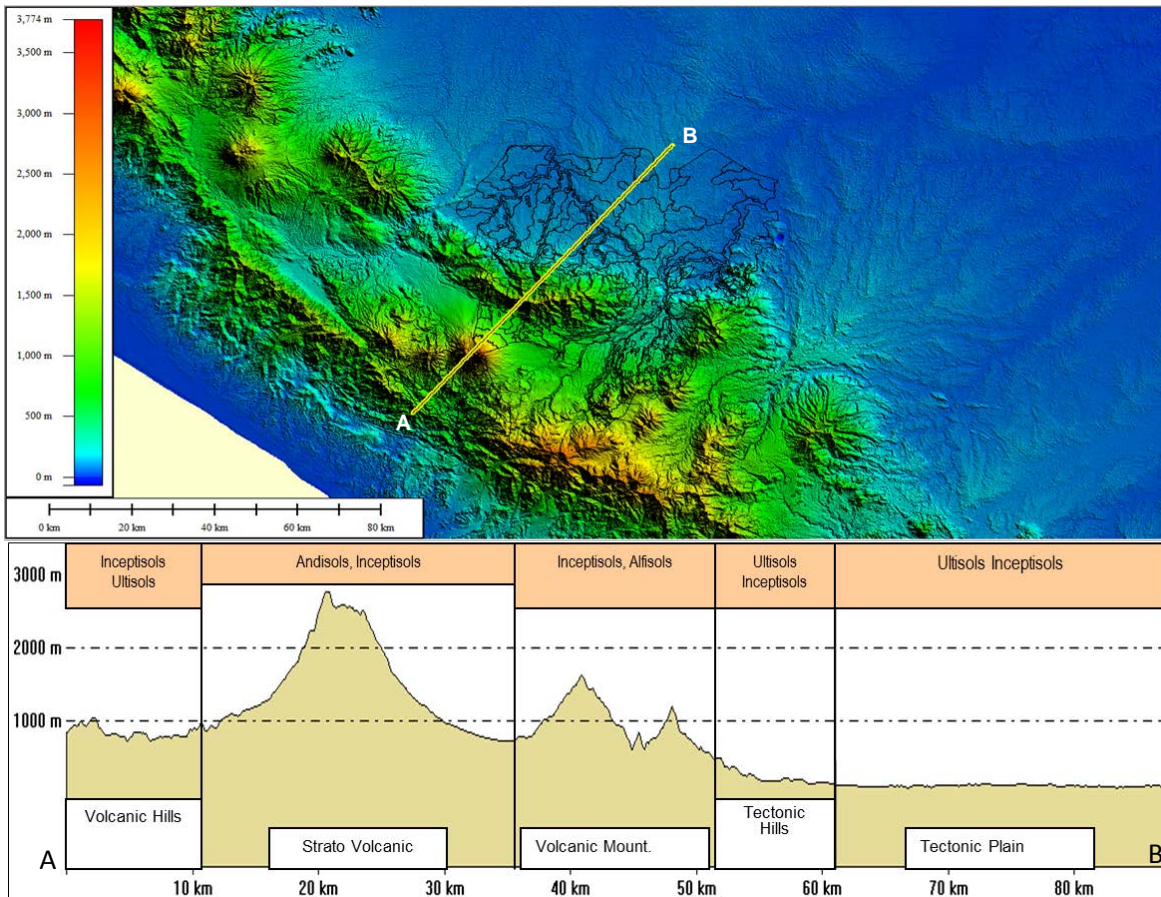 3,774 m
3,500 m
3,000 m
2,500 m
2,000 m
1,500 m
1,000 m
500 m
0 m
B
A
0 km 20 km 40 km 60 km 80 km
3000 m
2000 m
1000 m
Inceptisols
Ultisols
Andisols, Inceptisols
Inceptisols, Alfisols
Ultisols
Inceptisols
Ultisols Inceptisols
Volcanic Hills
Strato Volcanic
Volcanic Mount.
Tectonic
Hills
Tectonic Plain
A
B
10 km 20 km 30 km 40 km 50 km 60 km 70 km 80 km